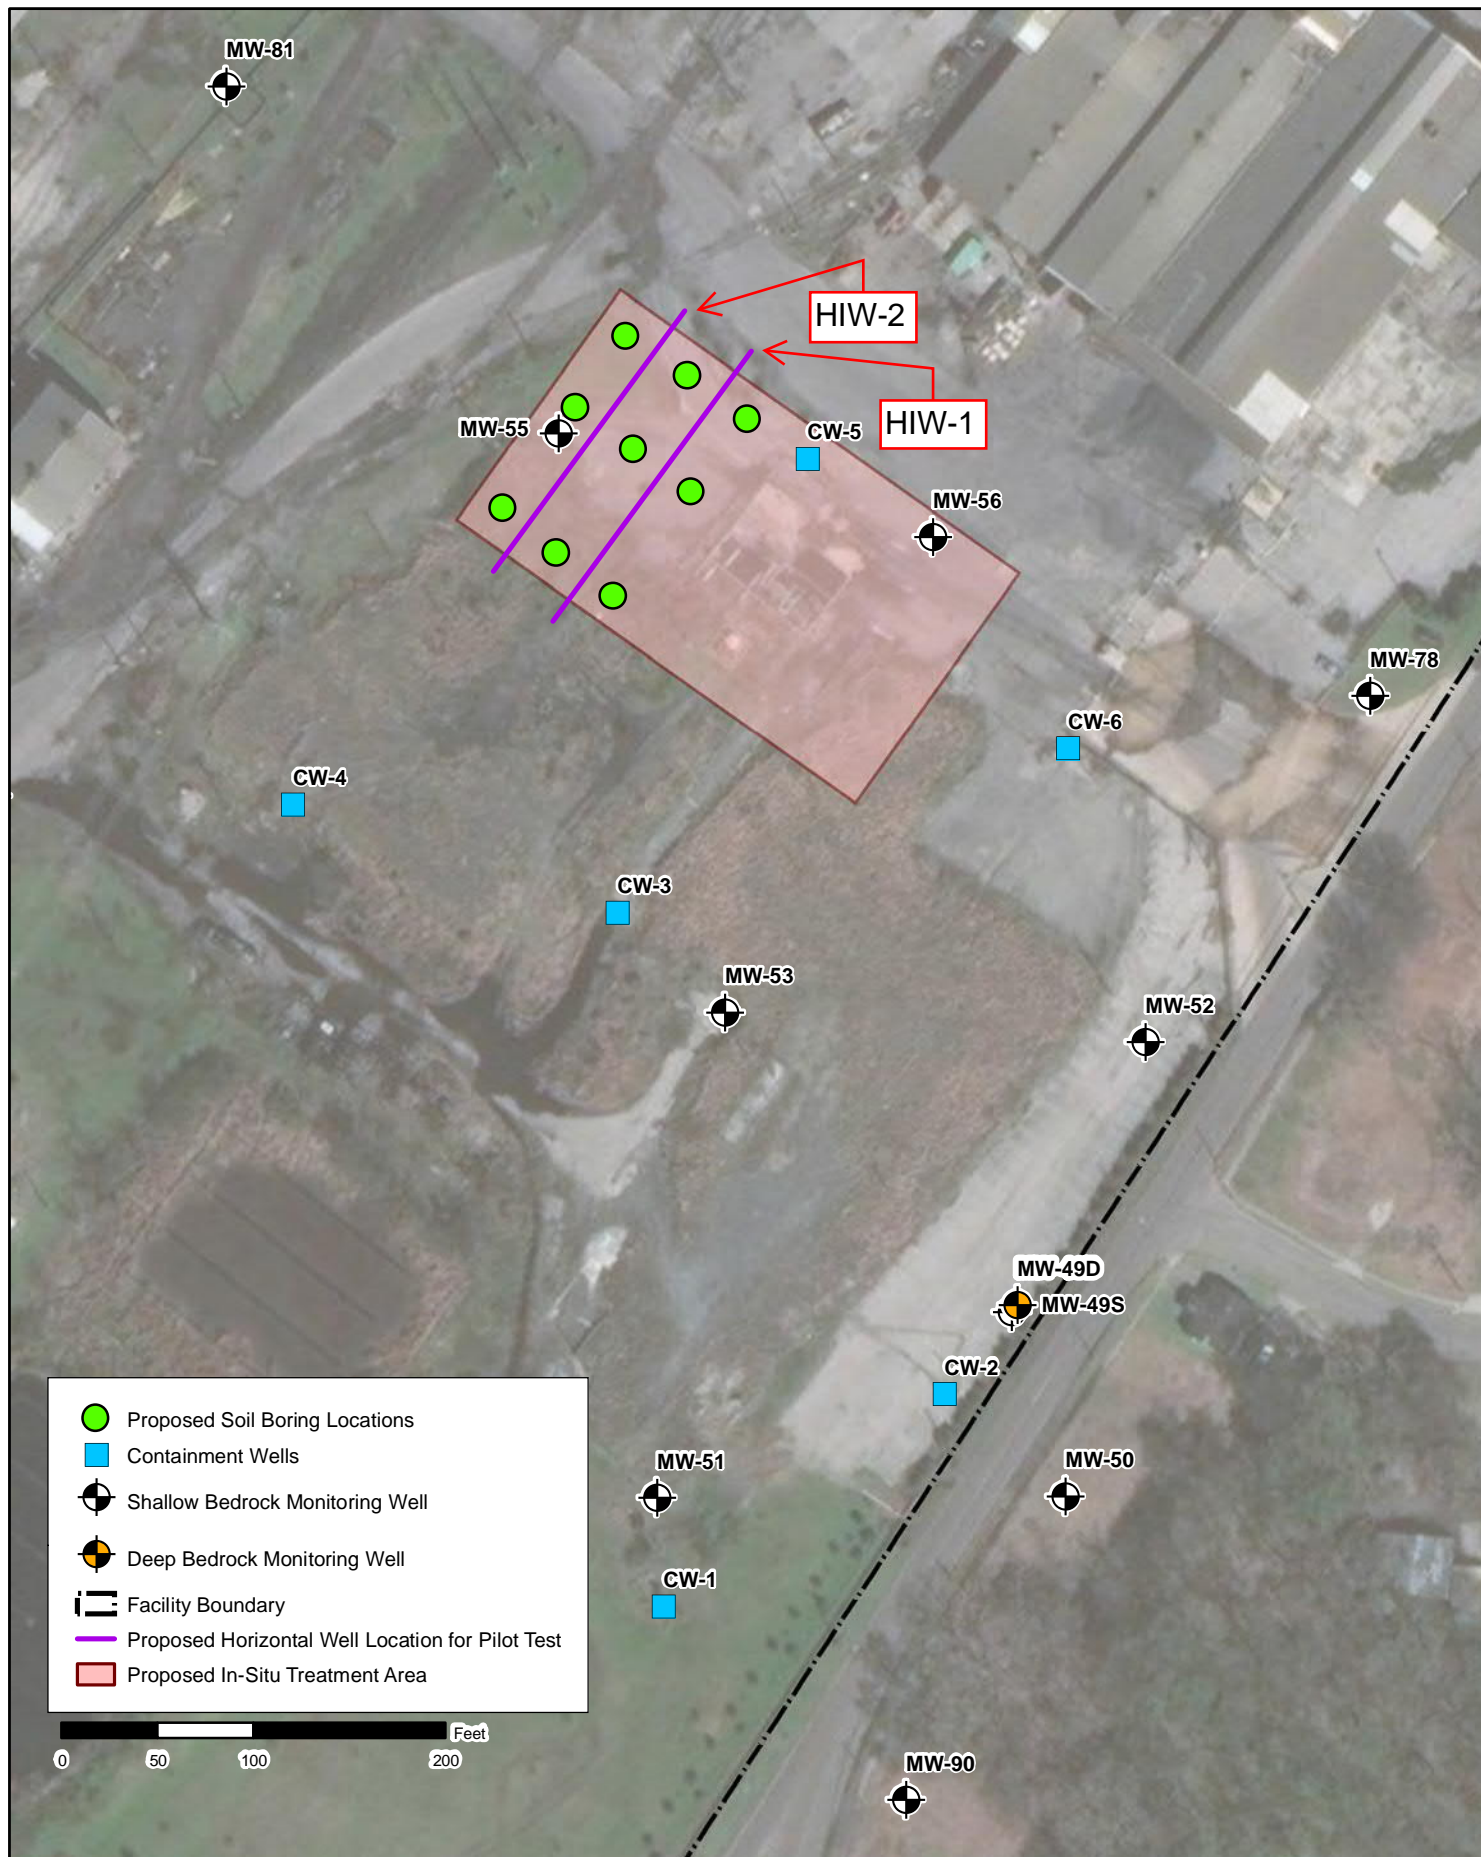 MW-81
HIW-2
HIW-1
MW-55
CW-5
MW-56
MW-78
CW-6
CW-4
CW-3
MW-53
MW-52
MW-49D
MW-49S
CW-2
MW-51
MW-50
CW-1
MW-90
Proposed Soil Boring Locations
Containment Wells
Shallow Bedrock Monitoring Well
Deep Bedrock Monitoring Well
Facility Boundary
Proposed Horizontal Well Location for Pilot Test
Proposed In-Situ Treatment Area
Feet
0 50 100 200